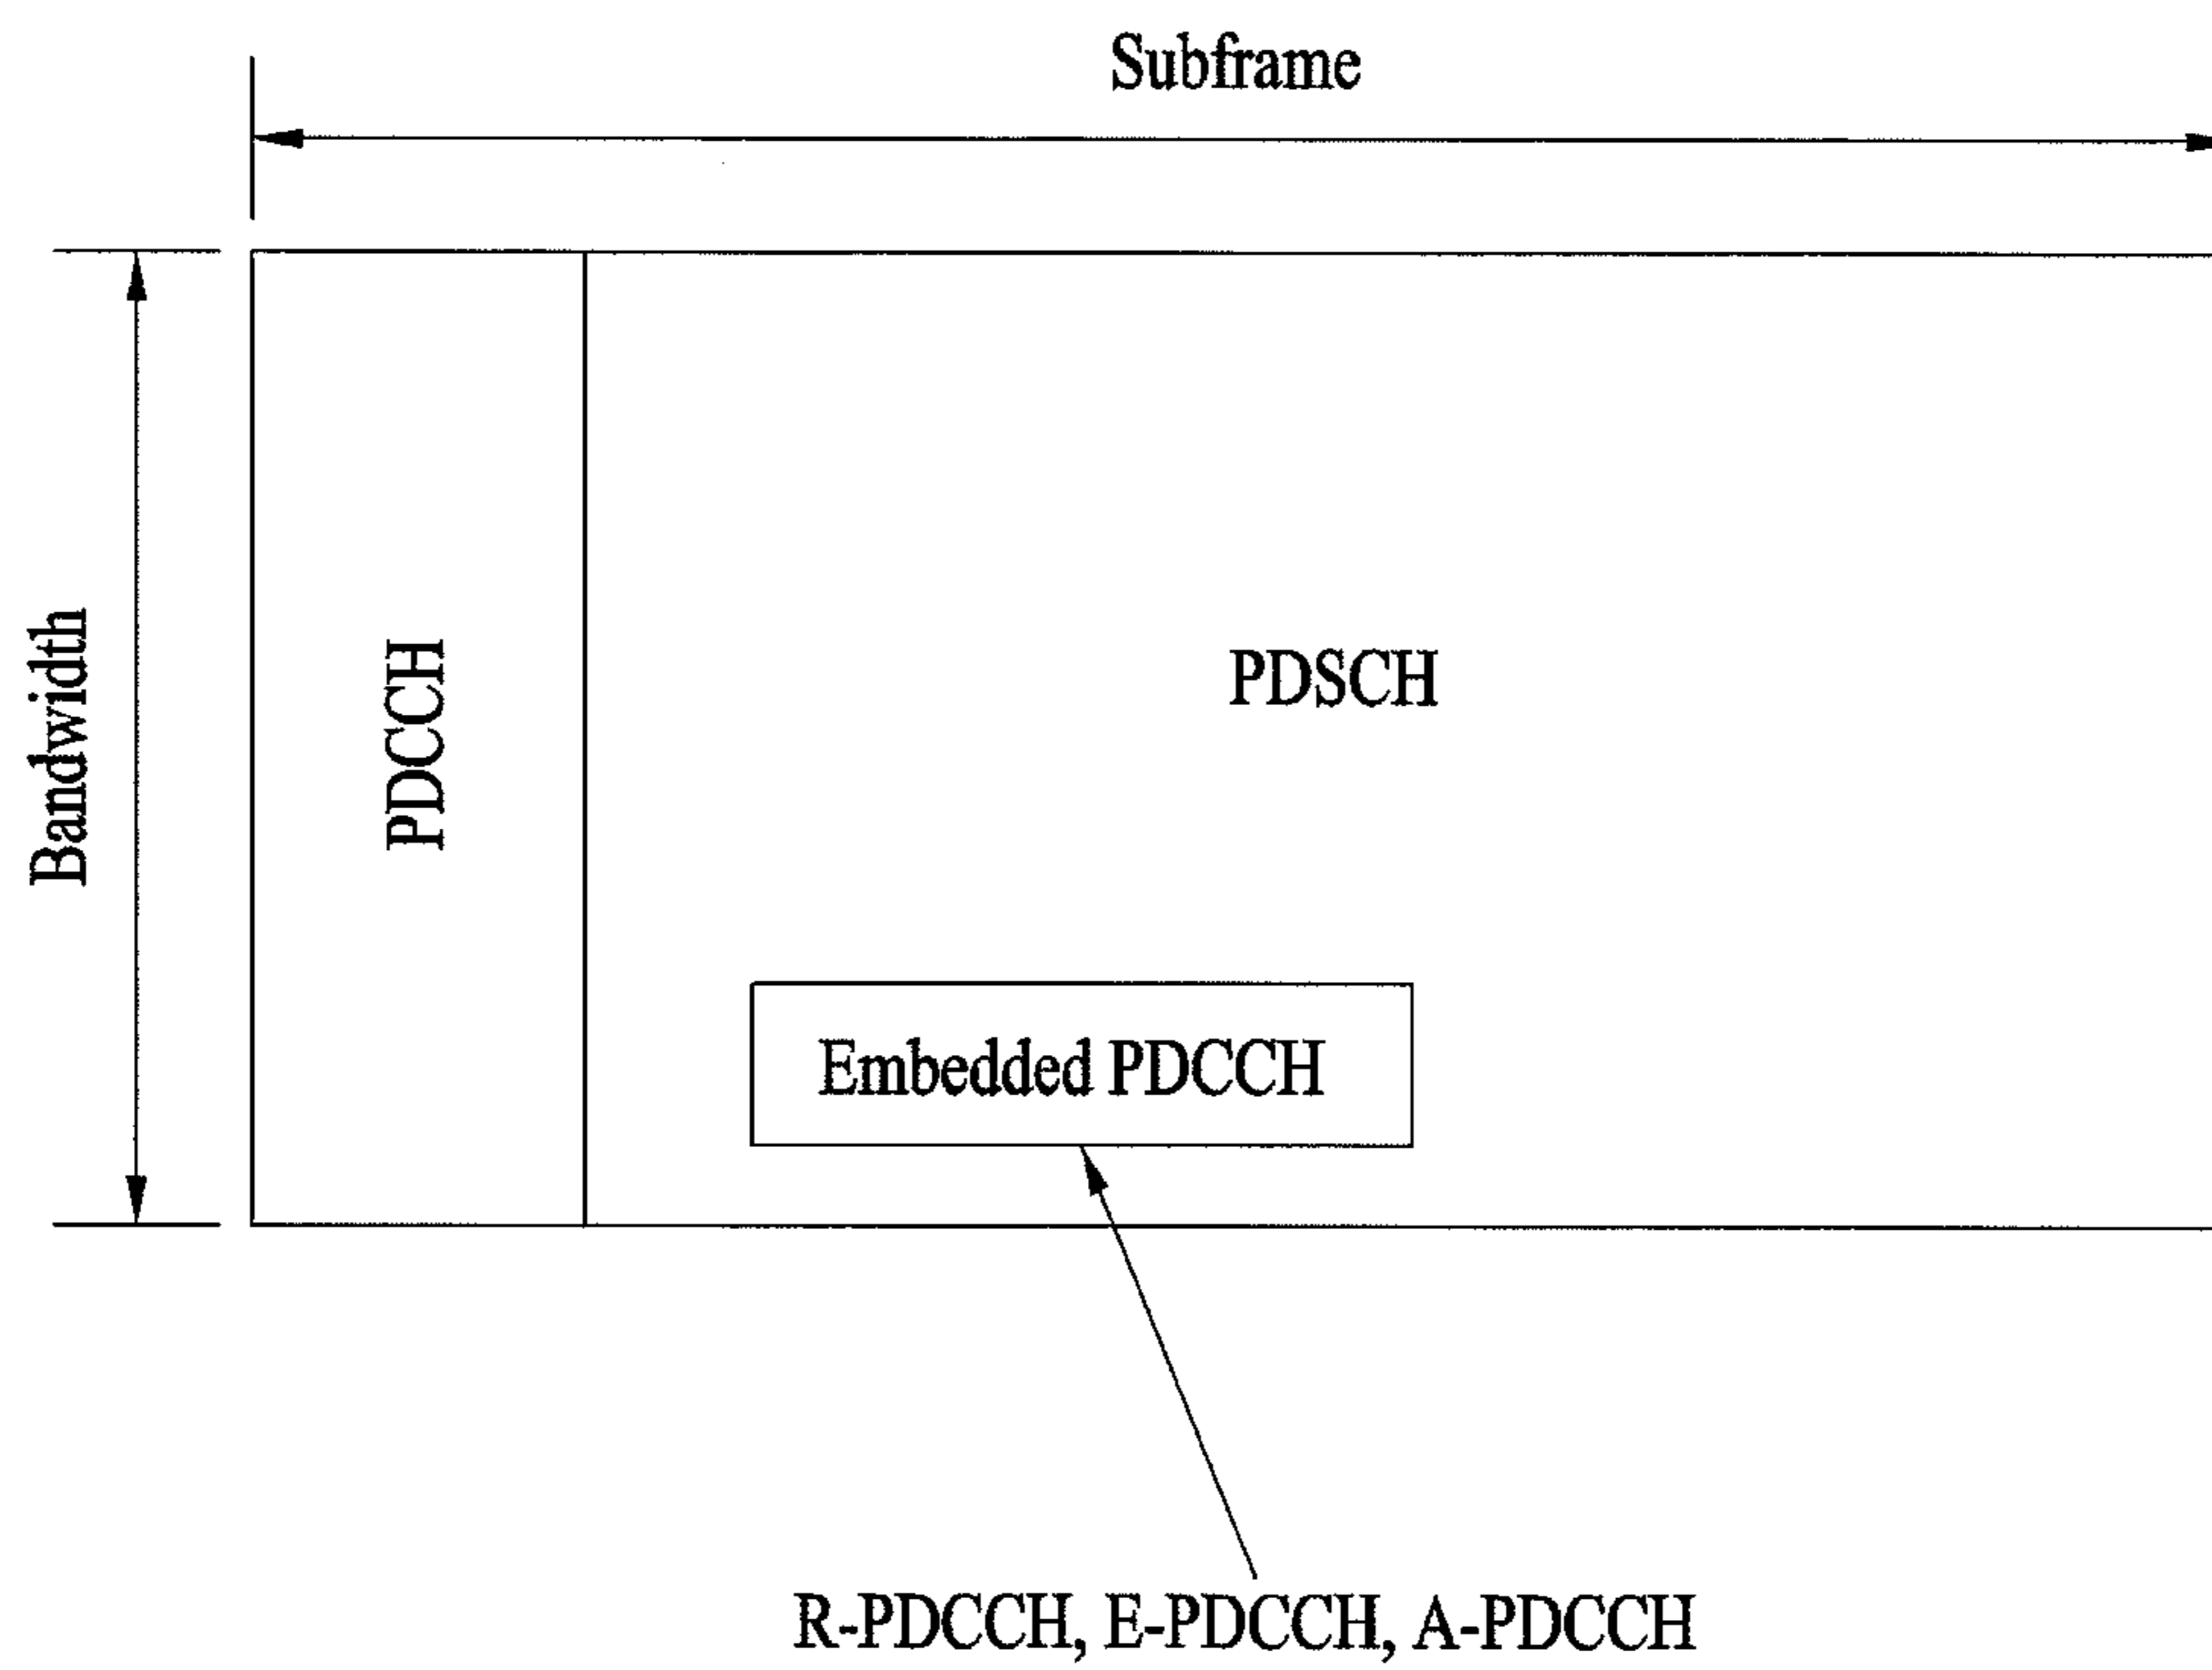 Subframe
Bandwidth
PDCCH
PDSCH
Embedded PDCCH
R-PDCCH, E-PDCCH, A-PDCCH